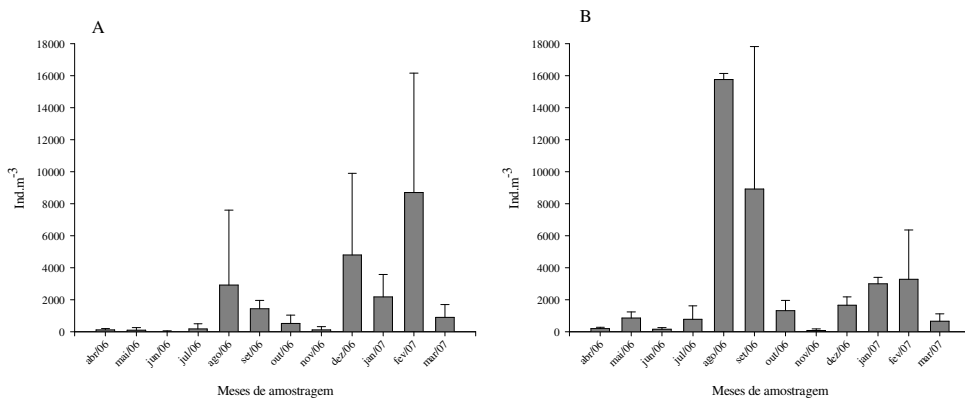 A
18000
16000
14000
12000
10000
8000
6000
4000
2000
0
Ind.m-3
abr/06 mai/06 jun/06 jul/06 ago/06 set/06 out/06 nov/06 dez/06 jan/07 fev/07 mar/07
Meses de amostragem
B
18000
16000
14000
12000
10000
8000
6000
4000
2000
0
Ind.m-3
abr/06 mai/06 jun/06 jul/06 ago/06 set/06 out/06 nov/06 dez/06 jan/07 fev/07 mar/07
Meses de amostragem